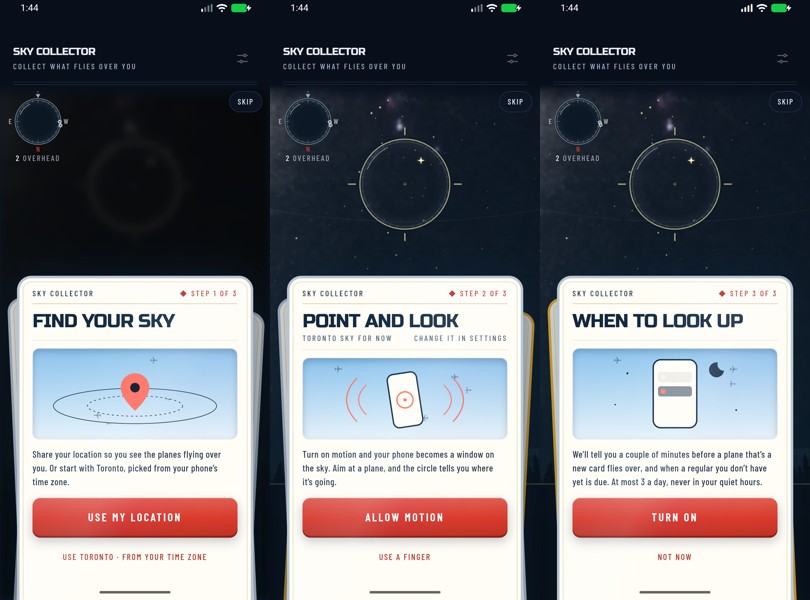 1:44
SKY COLLECTOR
COLLECT WHAT FLIES OVER YOU
SKIP
E W
N
2 OVERHEAD
SKY COLLECTOR
STEP 1 OF 3
FIND YOUR SKY
Share your location so you see the planes flying over
you. Or start with Toronto, picked from your phone's
time zone.
USE MY LOCATION
USE TORONTO · FROM YOUR TIME ZONE
1:44
SKY COLLECTOR
COLLECT WHAT FLIES OVER YOU
SKIP
E W
N
2 OVERHEAD
SKY COLLECTOR
STEP 2 OF 3
POINT AND LOOK
TORONTO SKY FOR NOW
CHANGE IT IN SETTINGS
Turn on motion and your phone becomes a window on
the sky. Aim at a plane, and the circle tells you where
it's going.
ALLOW MOTION
USE A FINGER
1:44
SKY COLLECTOR
COLLECT WHAT FLIES OVER YOU
SKIP
E W
N
2 OVERHEAD
SKY COLLECTOR
STEP 3 OF 3
WHEN TO LOOK UP
We'll tell you a couple of minutes before a plane that's a
new card flies over, and when a regular you don't have
yet is due. At most 3 a day, never in your quiet hours.
TURN ON
NOT NOW